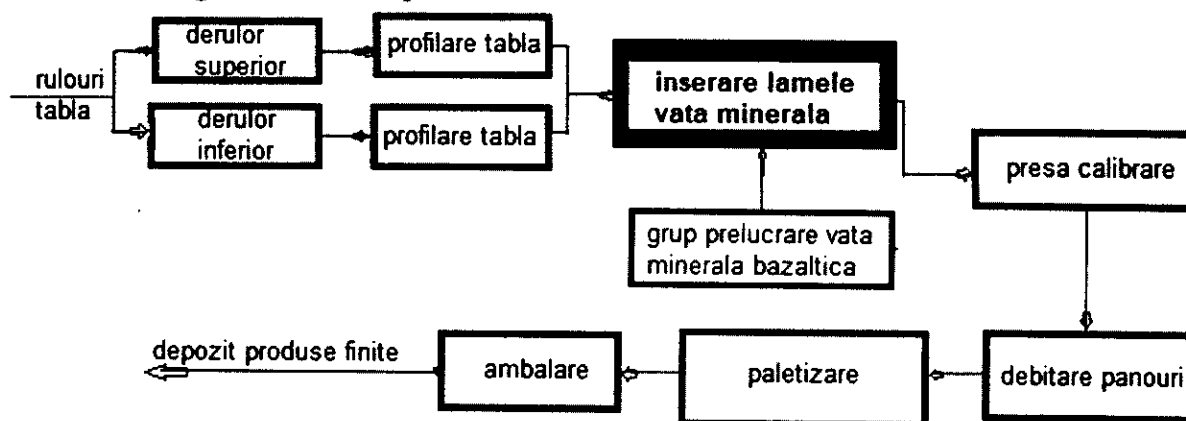 rulouri
tabla
derulor
superior
profilare tabla
derulor
inferior
profilare tabla
inserare lamele
vata minerala
presa calibrare
grup prelucrare vata
minerala bazaltica
depozit produse finite
ambalare
paletizare
debitare panouri